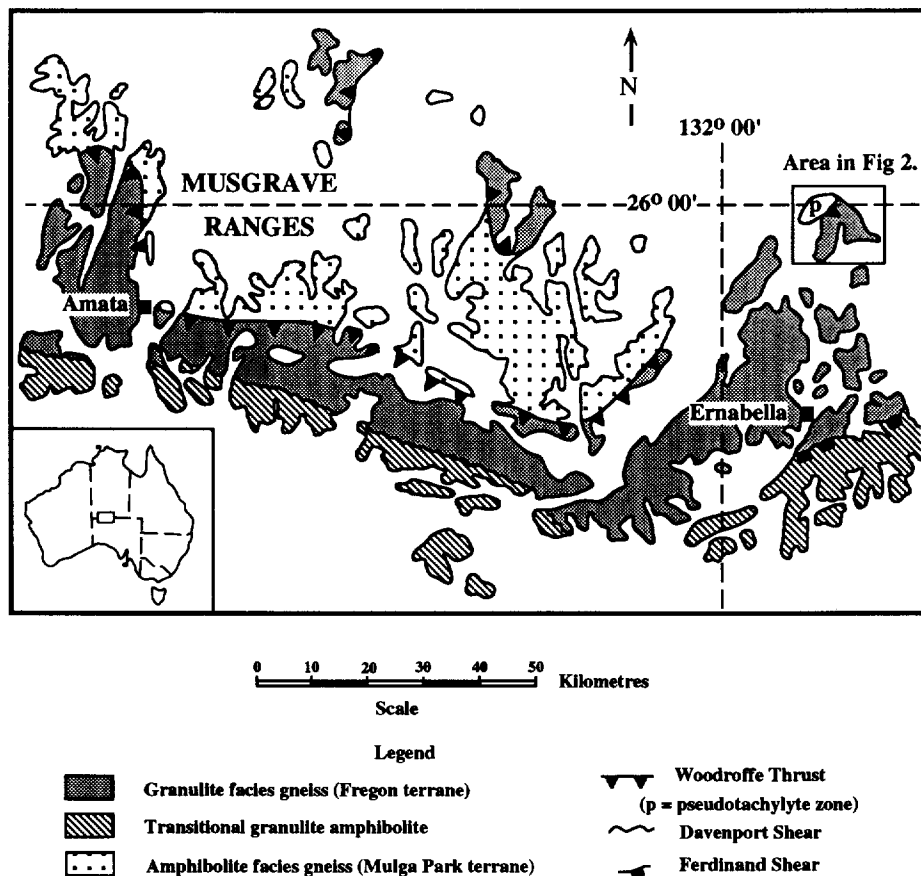 N
132º 00'
Area in Fig 2.
MUSGRAVE
26º 00'
p
RANGES
Amata
Ernabella
0 10 20 30 40 50
Kilometres
Scale
Legend
Granulite facies gneiss (Fregon terrane)
Woodroffe Thrust
(p = pseudotachylyte zone)
Transitional granulite amphibolite
Davenport Shear
Amphibolite facies gneiss (Mulga Park terrane)
Ferdinand Shear